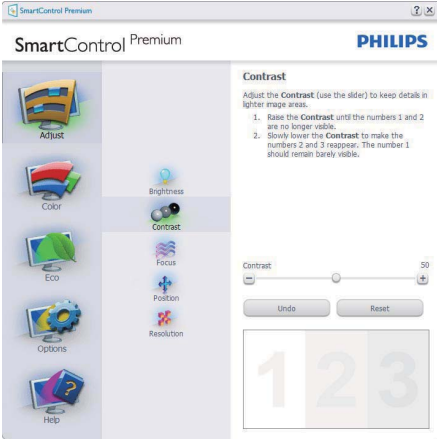 SmartControl Premium
? X
SmartControl Premium
PHILIPS
Adjust
Color
Eco
Options
Help
Brightness
Contrast
Focus
Position
Resolution
Contrast
Adjust the Contrast (use the slider) to keep details in
lighter image areas.
1. Raise the Contrast until the numbers 1 and 2
are no longer visible.
2. Slowly lower the Contrast to make the
numbers 2 and 3 reappear. The number 1
should remain barely visible.
Contrast 50
− +
Undo Reset
1 2 3